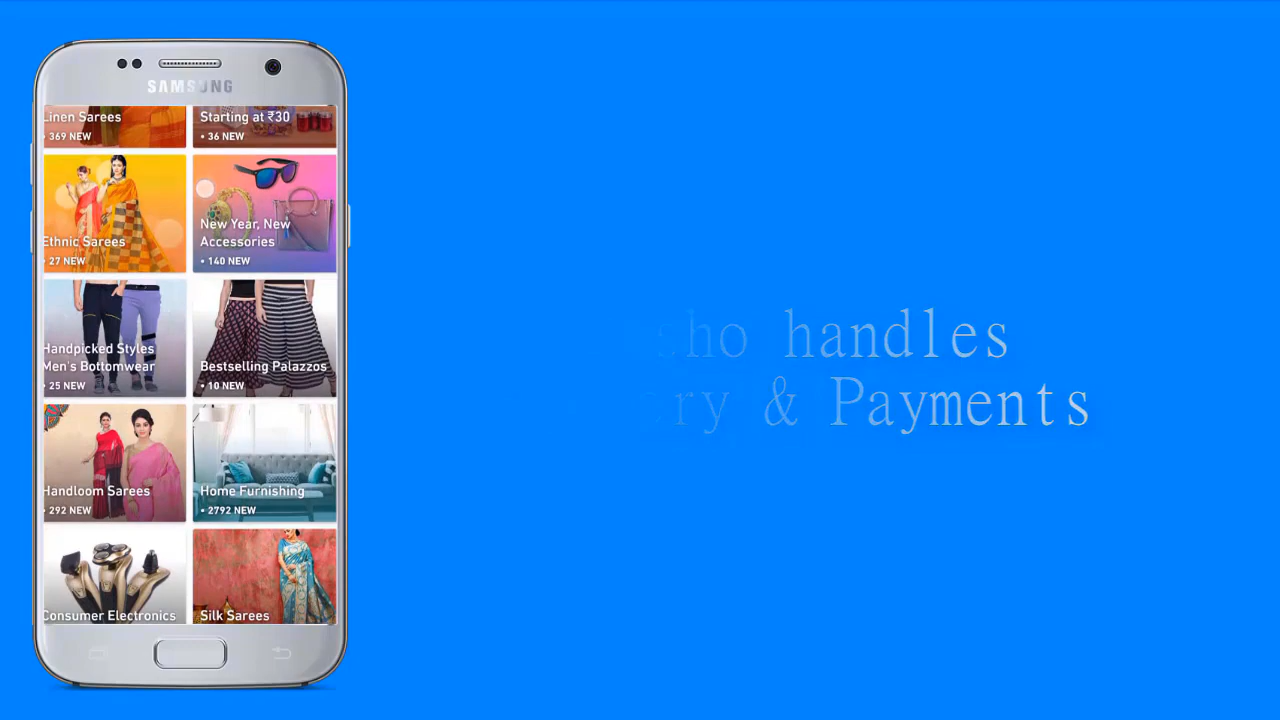 SAMSUNG
Linen Sarees
• 369 NEW
Starting at ₹30
• 36 NEW
Ethnic Sarees
• 27 NEW
New Year, New
Accessories
• 140 NEW
Handpicked Styles
Men's Bottomwear
• 25 NEW
Bestselling Palazzos
• 10 NEW
Handloom Sarees
• 292 NEW
Home Furnishing
• 2792 NEW
Consumer Electronics
Silk Sarees
handles
& Payments